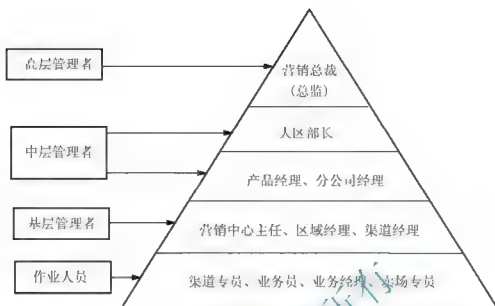 高层管理者
营销总裁
(总监)
中层管理者
人区部长
产品经理、分公司经理
基层管理者
营销中心主任、区域经理、渠道经理
作业人员
渠道专员、业务员、业务经理、卖场专员